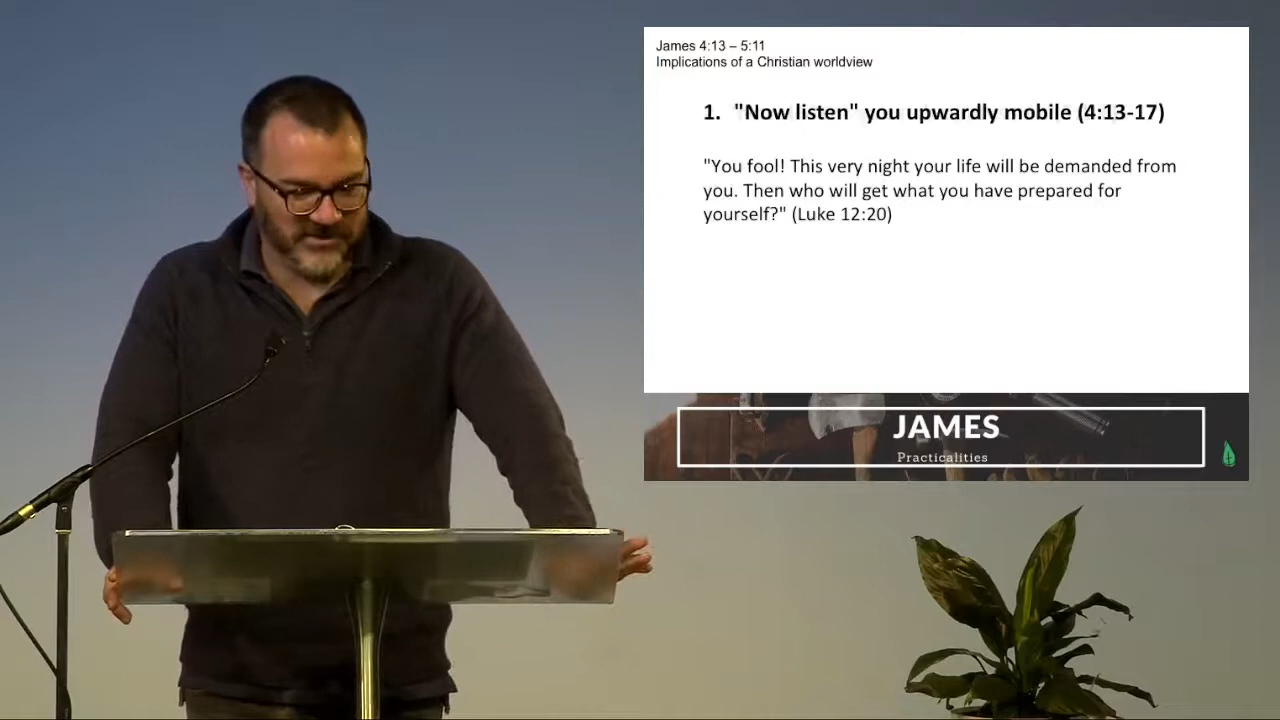 James 4:13 – 5:11
Implications of a Christian worldview
1. "Now listen" you upwardly mobile (4:13-17)
"You fool! This very night your life will be demanded from
you. Then who will get what you have prepared for
yourself?" (Luke 12:20)
JAMES
Practicalities